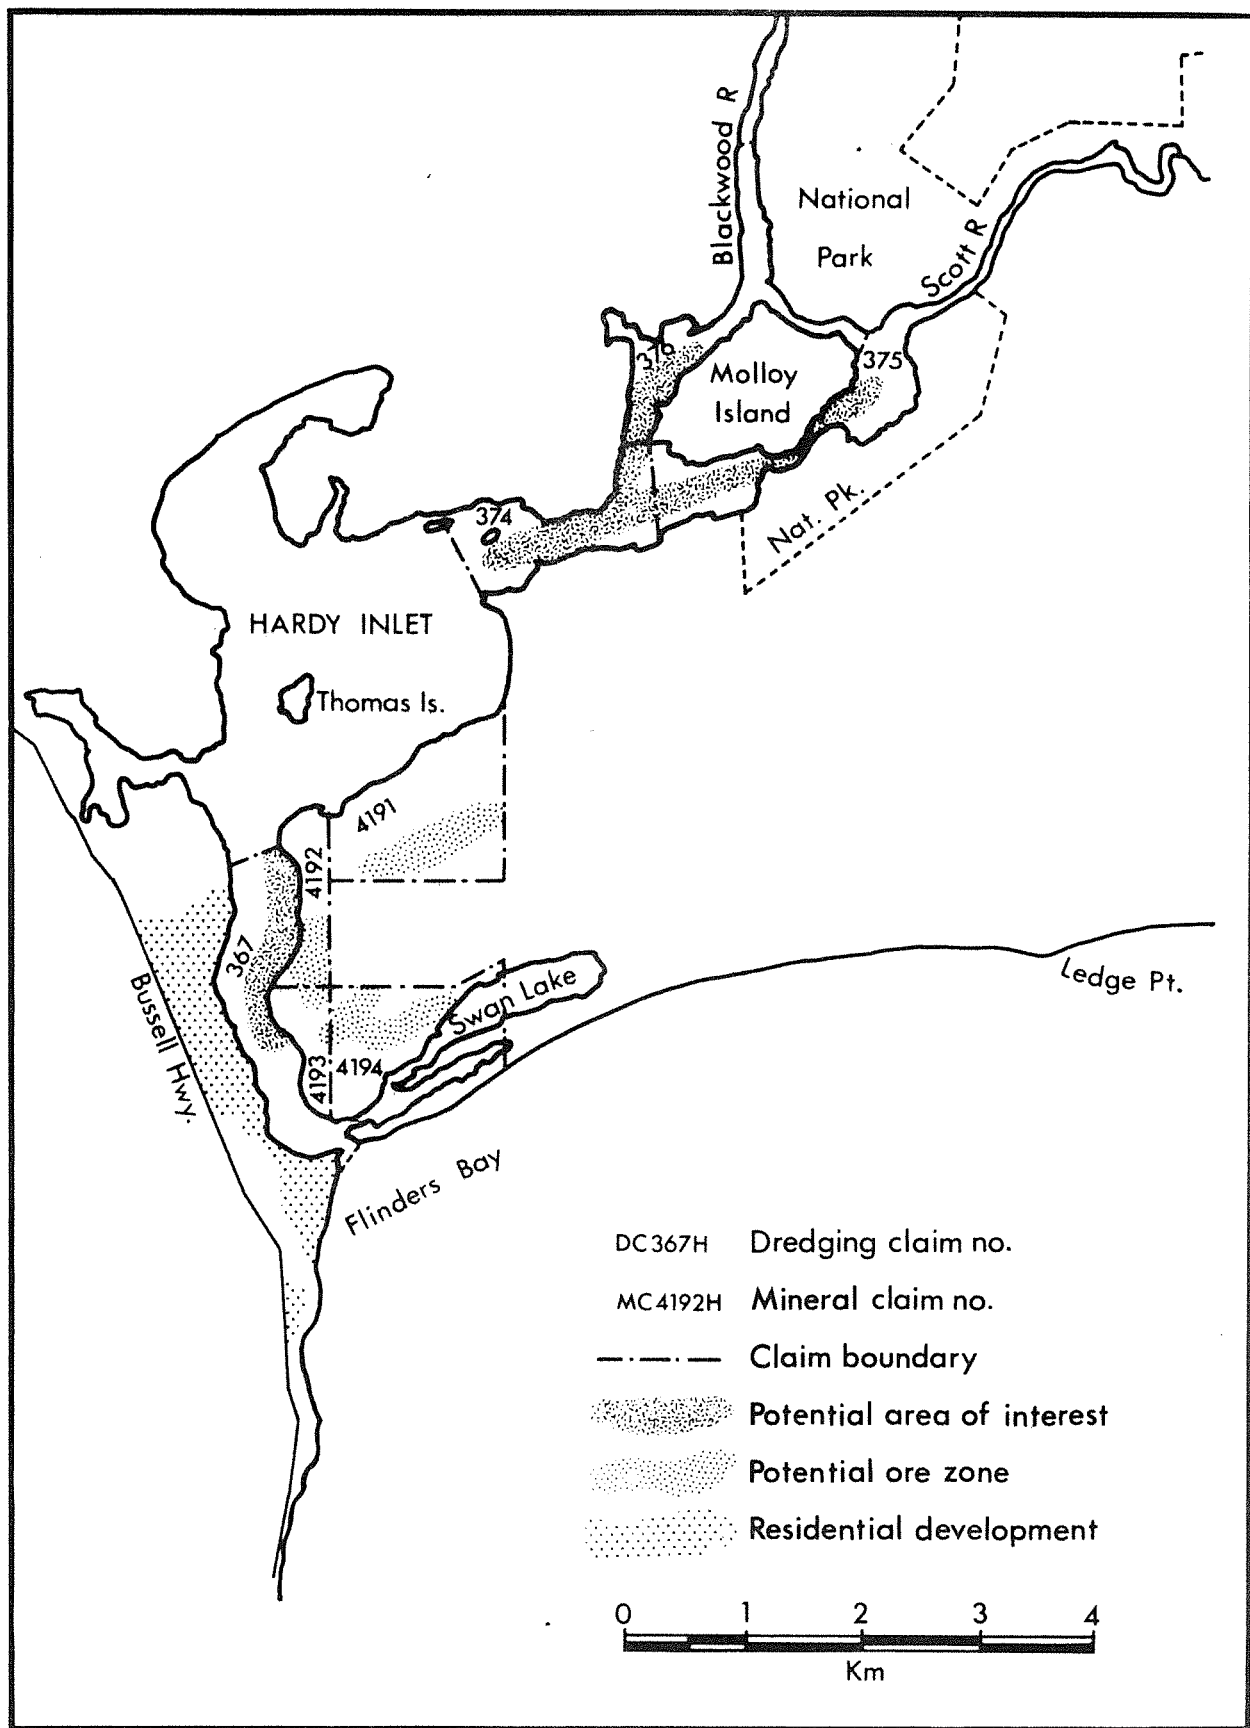 Blackwood R
National
Park
Scott R
376
Molloy
Island
375
374
Nat. Pk.
HARDY INLET
Thomas Is.
4191
4192
367
Bussell Hwy.
Swan Lake
Ledge Pt.
4193
4194
Flinders Bay
DC367H Dredging claim no.
MC4192H Mineral claim no.
Claim boundary
Potential area of interest
Potential ore zone
Residential development
0 1 2 3 4
Km